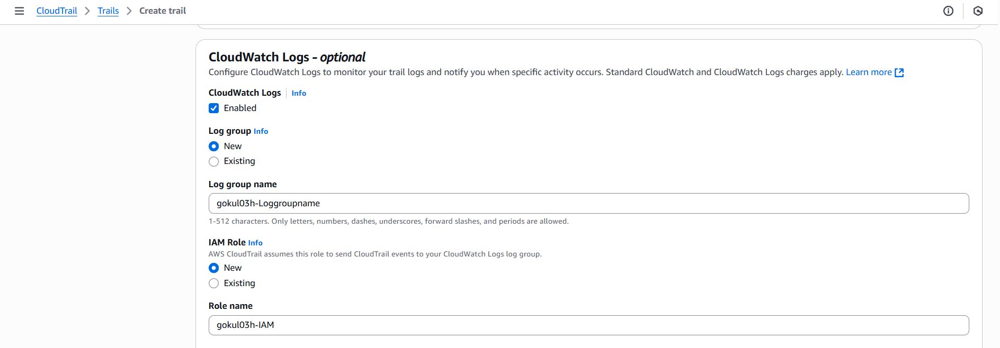 CloudTrail > Trails > Create trail
CloudWatch Logs - optional
Configure CloudWatch Logs to monitor your trail logs and notify you when specific activity occurs. Standard CloudWatch and CloudWatch Logs charges apply. Learn more
CloudWatch Logs Info
Enabled
Log group Info
New
Existing
Log group name
gokul03h-Loggroupname
1-512 characters. Only letters, numbers, dashes, underscores, forward slashes, and periods are allowed.
IAM Role Info
AWS CloudTrail assumes this role to send CloudTrail events to your CloudWatch Logs log group.
New
Existing
Role name
gokul03h-IAM